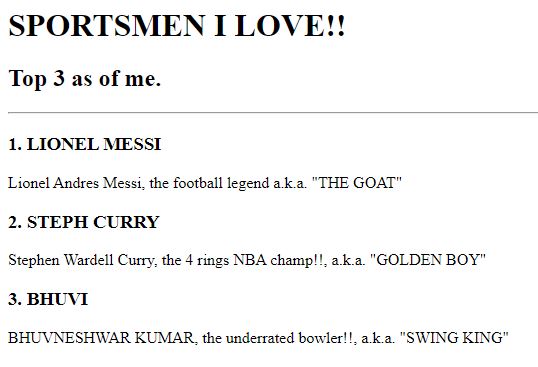 SPORTSMEN I LOVE!!
Top 3 as of me.
1. LIONEL MESSI
Lionel Andres Messi, the football legend a.k.a. "THE GOAT"
2. STEPH CURRY
Stephen Wardell Curry, the 4 rings NBA champ!!, a.k.a. "GOLDEN BOY"
3. BHUVI
BHUVNESHWAR KUMAR, the underrated bowler!!, a.k.a. "SWING KING"